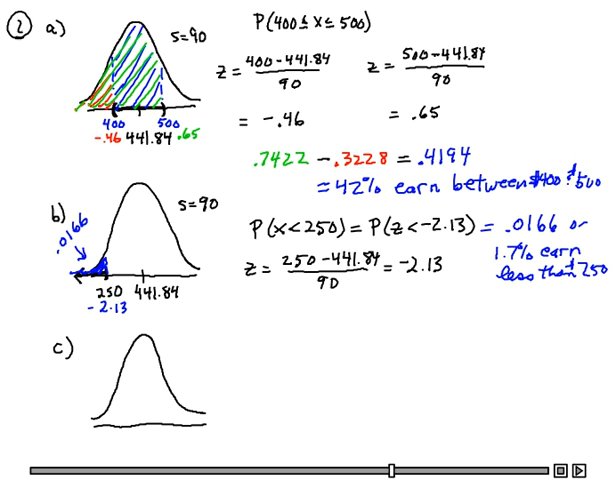 ② a)
S=90
P(400 ≤ x ≤ 500)
z = 400-441.84 / 90
z = 500-441.84 / 90
= -.46
= .65
400 500
-.46 441.84 .65
.7422 - .3228 = .4194
≈ 42% earn between $400 & $500
b)
.0166
S=90
250 441.84
-2.13
P(x<250) = P(z<-2.13) = .0166 or
1.7% earn
less than $250
z = 250-441.84 / 90 = -2.13
c)